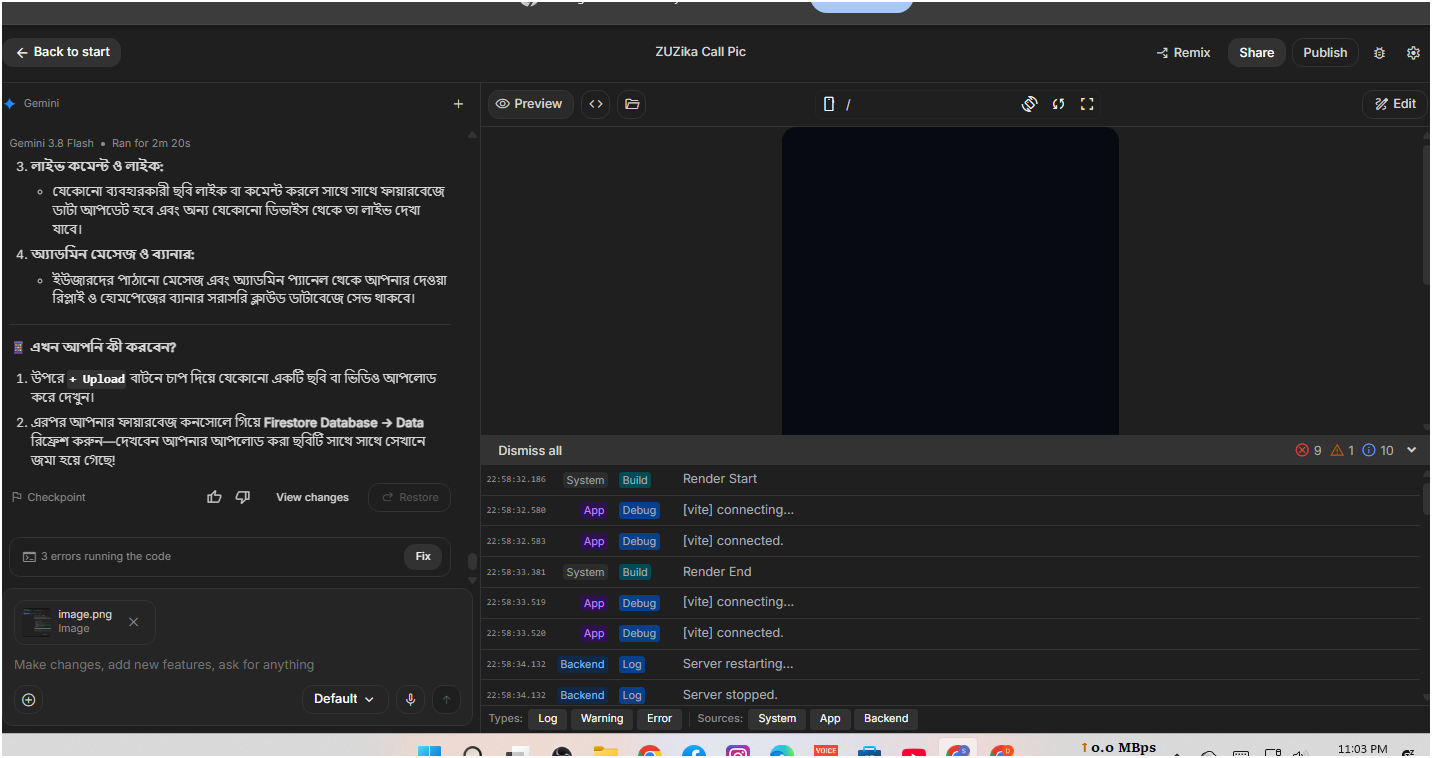 Back to start
ZUZika Call Pic
Remix
Share
Publish
Gemini
Preview
/
Edit
Gemini 3.8 Flash • Ran for 2m 20s
3. লাইভ কমেন্ট ও লাইক:
যেকোনো ব্যবহারকারী ছবি লাইক বা কমেন্ট করলে সাথে সাথে ফায়ারবেজে
ডাটা আপডেট হবে এবং অন্য যেকোনো ডিভাইস থেকে তা লাইভ দেখা
যাবে।
4. অ্যাডমিন মেসেজ ও ব্যানার:
ইউজারদের পাঠানো মেসেজ এবং অ্যাডমিন প্যানেল থেকে আপনার দেওয়া
রিপ্লাই ও হোমপেজের ব্যানার সরাসরি ক্লাউড ডাটাবেজে সেভ থাকবে।
এখন আপনি কী করবেন?
1. উপরে + Upload বাটনে চাপ দিয়ে যেকোনো একটি ছবি বা ভিডিও আপলোড
করে দেখুন।
2. এরপর আপনার ফায়ারবেজ কনসোলে গিয়ে Firestore Database → Data
রিফ্রেশ করুন—দেখবেন আপনার আপলোড করা ছবিটি সাথে সাথে সেখানে
জমা হয়ে গেছে!
Checkpoint
View changes
Restore
3 errors running the code
Fix
image.png
Image
Make changes, add new features, ask for anything
Default
Dismiss all
9 1 10
22:58:32.186 System Build Render Start
22:58:32.580 App Debug [vite] connecting...
22:58:32.583 App Debug [vite] connected.
22:58:33.381 System Build Render End
22:58:33.519 App Debug [vite] connecting...
22:58:33.520 App Debug [vite] connected.
22:58:34.132 Backend Log Server restarting...
22:58:34.132 Backend Log Server stopped.
Types: Log Warning Error Sources: System App Backend
VOICE
0.0 MBps
11:03 PM